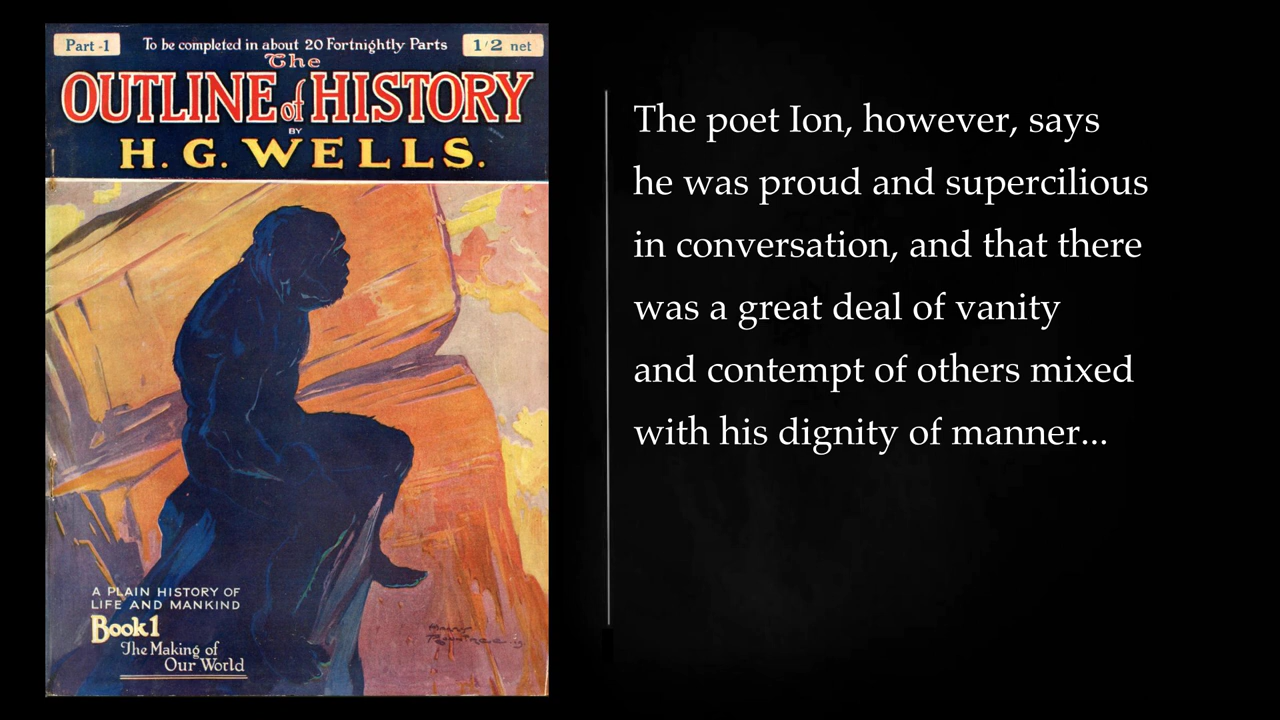 Part -1
To be completed in about 20 Fortnightly Parts
1/2 net
The
OUTLINE of HISTORY
BY
H. G. WELLS.
A PLAIN HISTORY OF
LIFE AND MANKIND
Book 1
The Making of
Our World
The poet Ion, however, says
he was proud and supercilious
in conversation, and that there
was a great deal of vanity
and contempt of others mixed
with his dignity of manner...